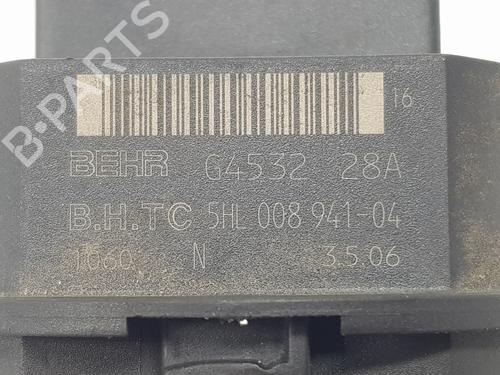 B-PARTS
16
BEHR G4532 28A
B.H.TC 5HL 008 941-04
1060 N 3.5.06